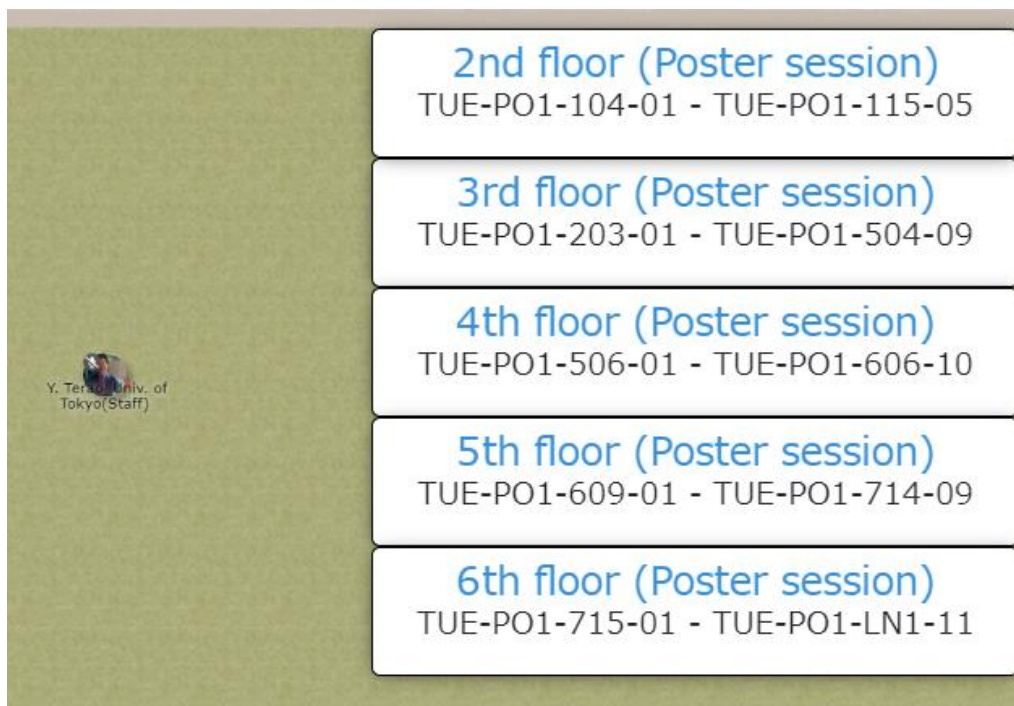 2nd floor (Poster session)
TUE-PO1-104-01 - TUE-PO1-115-05
3rd floor (Poster session)
TUE-PO1-203-01 - TUE-PO1-504-09
4th floor (Poster session)
TUE-PO1-506-01 - TUE-PO1-606-10
Y. Terao, Univ. of
Tokyo(Staff)
5th floor (Poster session)
TUE-PO1-609-01 - TUE-PO1-714-09
6th floor (Poster session)
TUE-PO1-715-01 - TUE-PO1-LN1-11